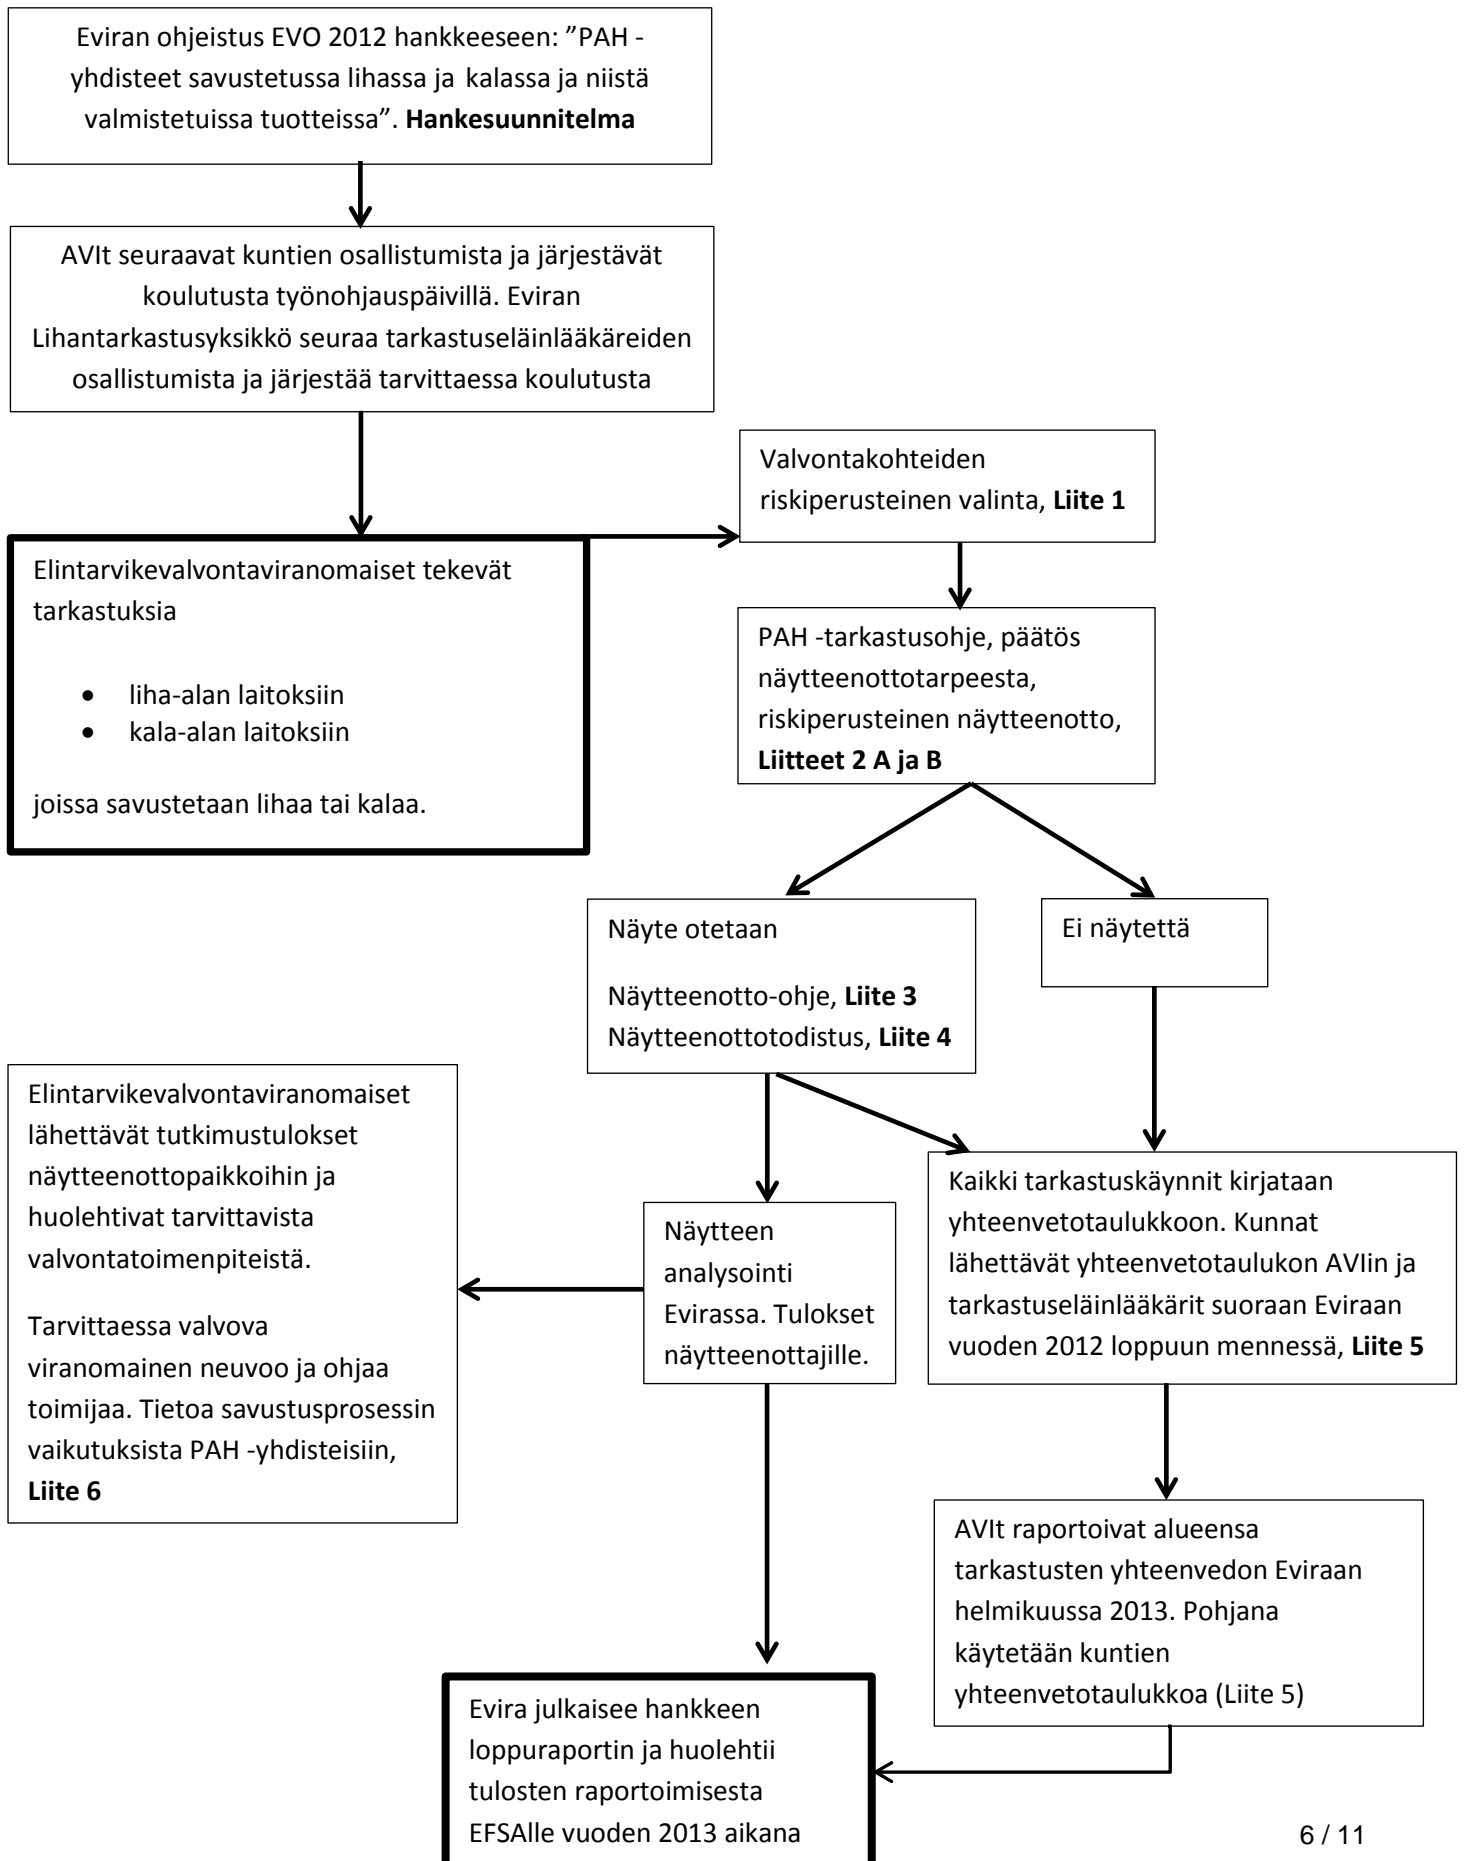 Eviran ohjeistus EVO 2012 hankkeeseen: ”PAH -
yhdisteet savustetussa lihassa ja kalassa ja niistä
valmistetuissa tuotteissa”. Hankesuunnitelma
AVIt seuraavat kuntien osallistumista ja järjestävät
koulutusta työnohjauspäivillä. Eviran
Lihantarkastusyksikkö seuraa tarkastuseläinlääkäreiden
osallistumista ja järjestää tarvittaessa koulutusta
Valvontakohteiden
riskiperusteinen valinta, Liite 1
Elintarvikevalvontaviranomaiset tekevät
tarkastuksia
• liha-alan laitoksiin
• kala-alan laitoksiin
joissa savustetaan lihaa tai kalaa.
PAH -tarkastusohje, päätös
näytteenottotarpeesta,
riskiperusteinen näytteenotto,
Liitteet 2 A ja B
Näyte otetaan
Näytteenotto-ohje, Liite 3
Näytteenottotodistus, Liite 4
Ei näytettä
Elintarvikevalvontaviranomaiset
lähettävät tutkimustulokset
näytteenottopaikkoihin ja
huolehtivat tarvittavista
valvontatoimenpiteistä.
Tarvittaessa valvova
viranomainen neuvoo ja ohjaa
toimijaa. Tietoa savustusprosessin
vaikutuksista PAH -yhdisteisiin,
Liite 6
Näytteen
analysointi
Evirassa. Tulokset
näytteenottajille.
Kaikki tarkastuskäynnit kirjataan
yhteenvetotaulukkoon. Kunnat
lähettävät yhteenvetotaulukon AVIin ja
tarkastuseläinlääkärit suoraan Eviraan
vuoden 2012 loppuun mennessä, Liite 5
AVIt raportoivat alueensa
tarkastusten yhteenvedon Eviraan
helmikuussa 2013. Pohjana
käytetään kuntien
yhteenvetotaulukkoa (Liite 5)
Evira julkaisee hankkeen
loppuraportin ja huolehtii
tulosten raportoimisesta
EFSAlle vuoden 2013 aikana
6 / 11